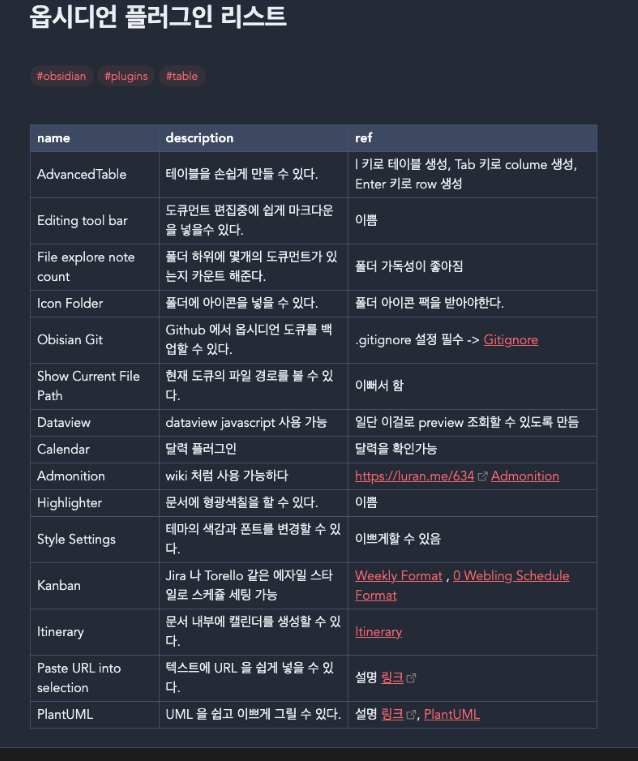 옵시디언 플러그인 리스트
#obsidian #plugins #table
name description ref
AdvancedTable 테이블을 손쉽게 만들 수 있다. | 키로 테이블 생성, Tab 키로 colume 생성,
Enter 키로 row 생성
Editing tool bar 도큐먼트 편집중에 쉽게 마크다운
을 넣을수 있다. 이쁨
File explore note
count 폴더 하위에 몇개의 도큐먼트가 있
는지 카운트 해준다. 폴더 가독성이 좋아짐
Icon Folder 폴더에 아이콘을 넣을 수 있다. 폴더 아이콘 팩을 받아야한다.
Obisian Git Github 에서 옵시디언 도큐를 백
업할 수 있다. .gitignore 설정 필수 -> Gitignore
Show Current File
Path 현재 도큐의 파일 경로를 볼 수 있
다. 이뻐서 함
Dataview dataview javascript 사용 가능 일단 이걸로 preview 조회할 수 있도록 만듬
Calendar 달력 플러그인 달력을 확인가능
Admonition wiki 처럼 사용 가능하다 https://luran.me/634 Admonition
Highlighter 문서에 형광색칠을 할 수 있다. 이쁨
Style Settings 테마의 색감과 폰트를 변경할 수 있
다. 이쁘게할 수 있음
Kanban Jira 나 Torello 같은 에자일 스타
일로 스케쥴 세팅 가능 Weekly Format , 0 Webling Schedule
Format
Itinerary 문서 내부에 캘린더를 생성할 수 있
다. Itinerary
Paste URL into
selection 텍스트에 URL 을 쉽게 넣을 수 있
다. 설명 링크
PlantUML UML 을 쉽고 이쁘게 그릴 수 있다. 설명 링크, PlantUML